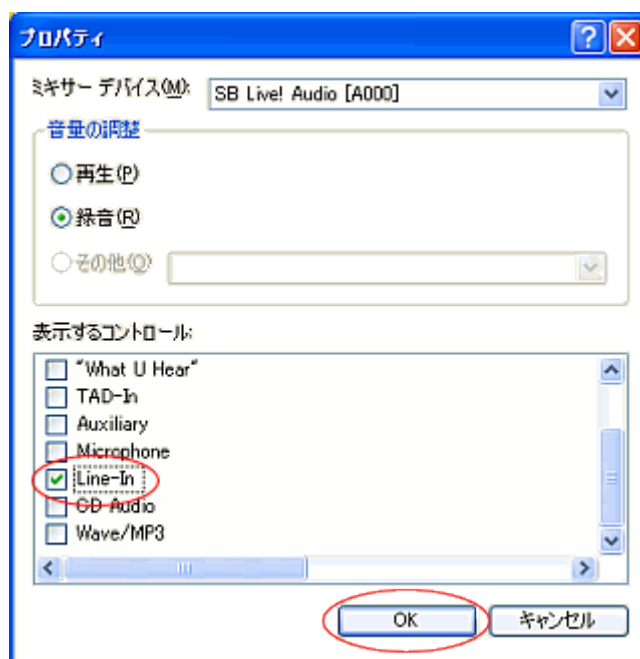 プロパティ
ミキサー デバイス(M): SB Live! Audio [A000]
音量の調整
再生(P)
録音(R)
その他(O)
表示するコントロール:
"What U Hear"
TAD-In
Auxiliary
Microphone
Line-In
CD Audio
Wave/MP3
OK キャンセル